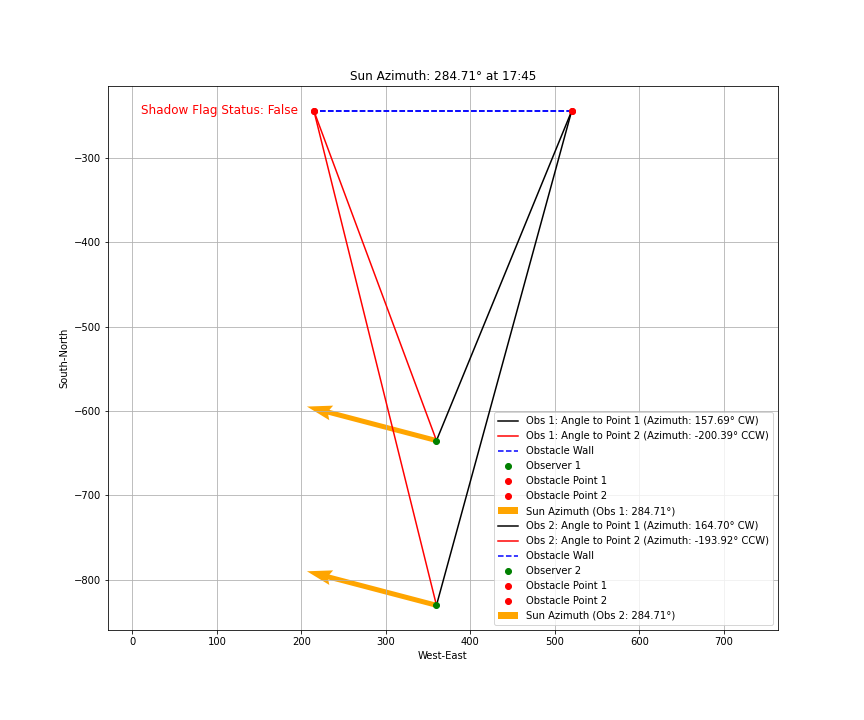 Sun Azimuth: 284.71° at 17:45
Shadow Flag Status: False
−300
−400
−500
−600
−700
−800
South-North
Obs 1: Angle to Point 1 (Azimuth: 157.69° CW)
Obs 1: Angle to Point 2 (Azimuth: -200.39° CCW)
Obstacle Wall
Observer 1
Obstacle Point 1
Obstacle Point 2
Sun Azimuth (Obs 1: 284.71°)
Obs 2: Angle to Point 1 (Azimuth: 164.70° CW)
Obs 2: Angle to Point 2 (Azimuth: -193.92° CCW)
Obstacle Wall
Observer 2
Obstacle Point 1
Obstacle Point 2
Sun Azimuth (Obs 2: 284.71°)
0 100 200 300 400 500 600 700
West-East